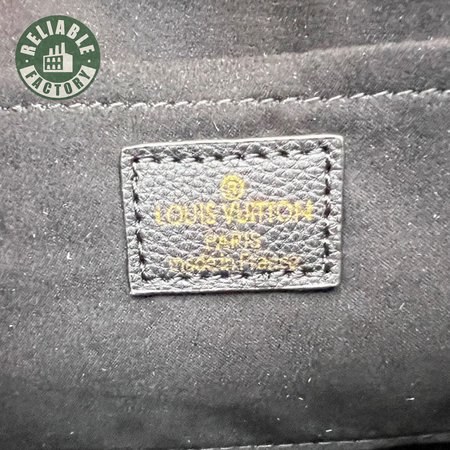 RELIABLE
FACTORY
R
LOUIS VUITTON
PARIS
made in France